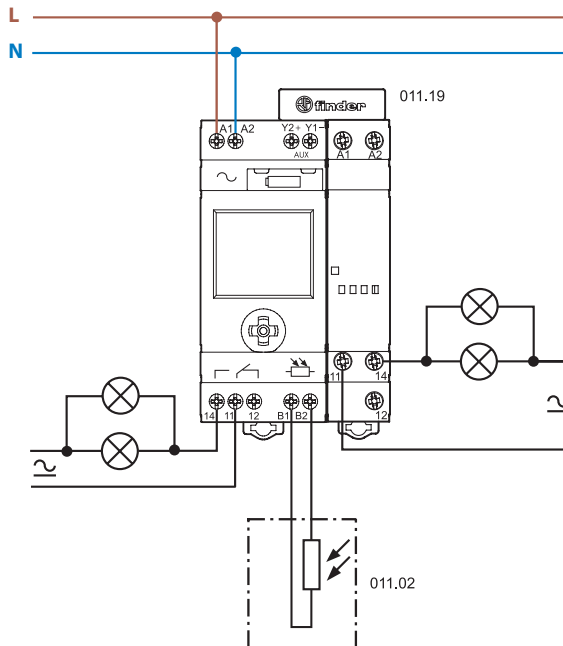 L
N
finder
011.19
A1 A2 Y2+ Y1-
AUX
A1 A2
11 14
14 11 12 B1 B2
12
011.02